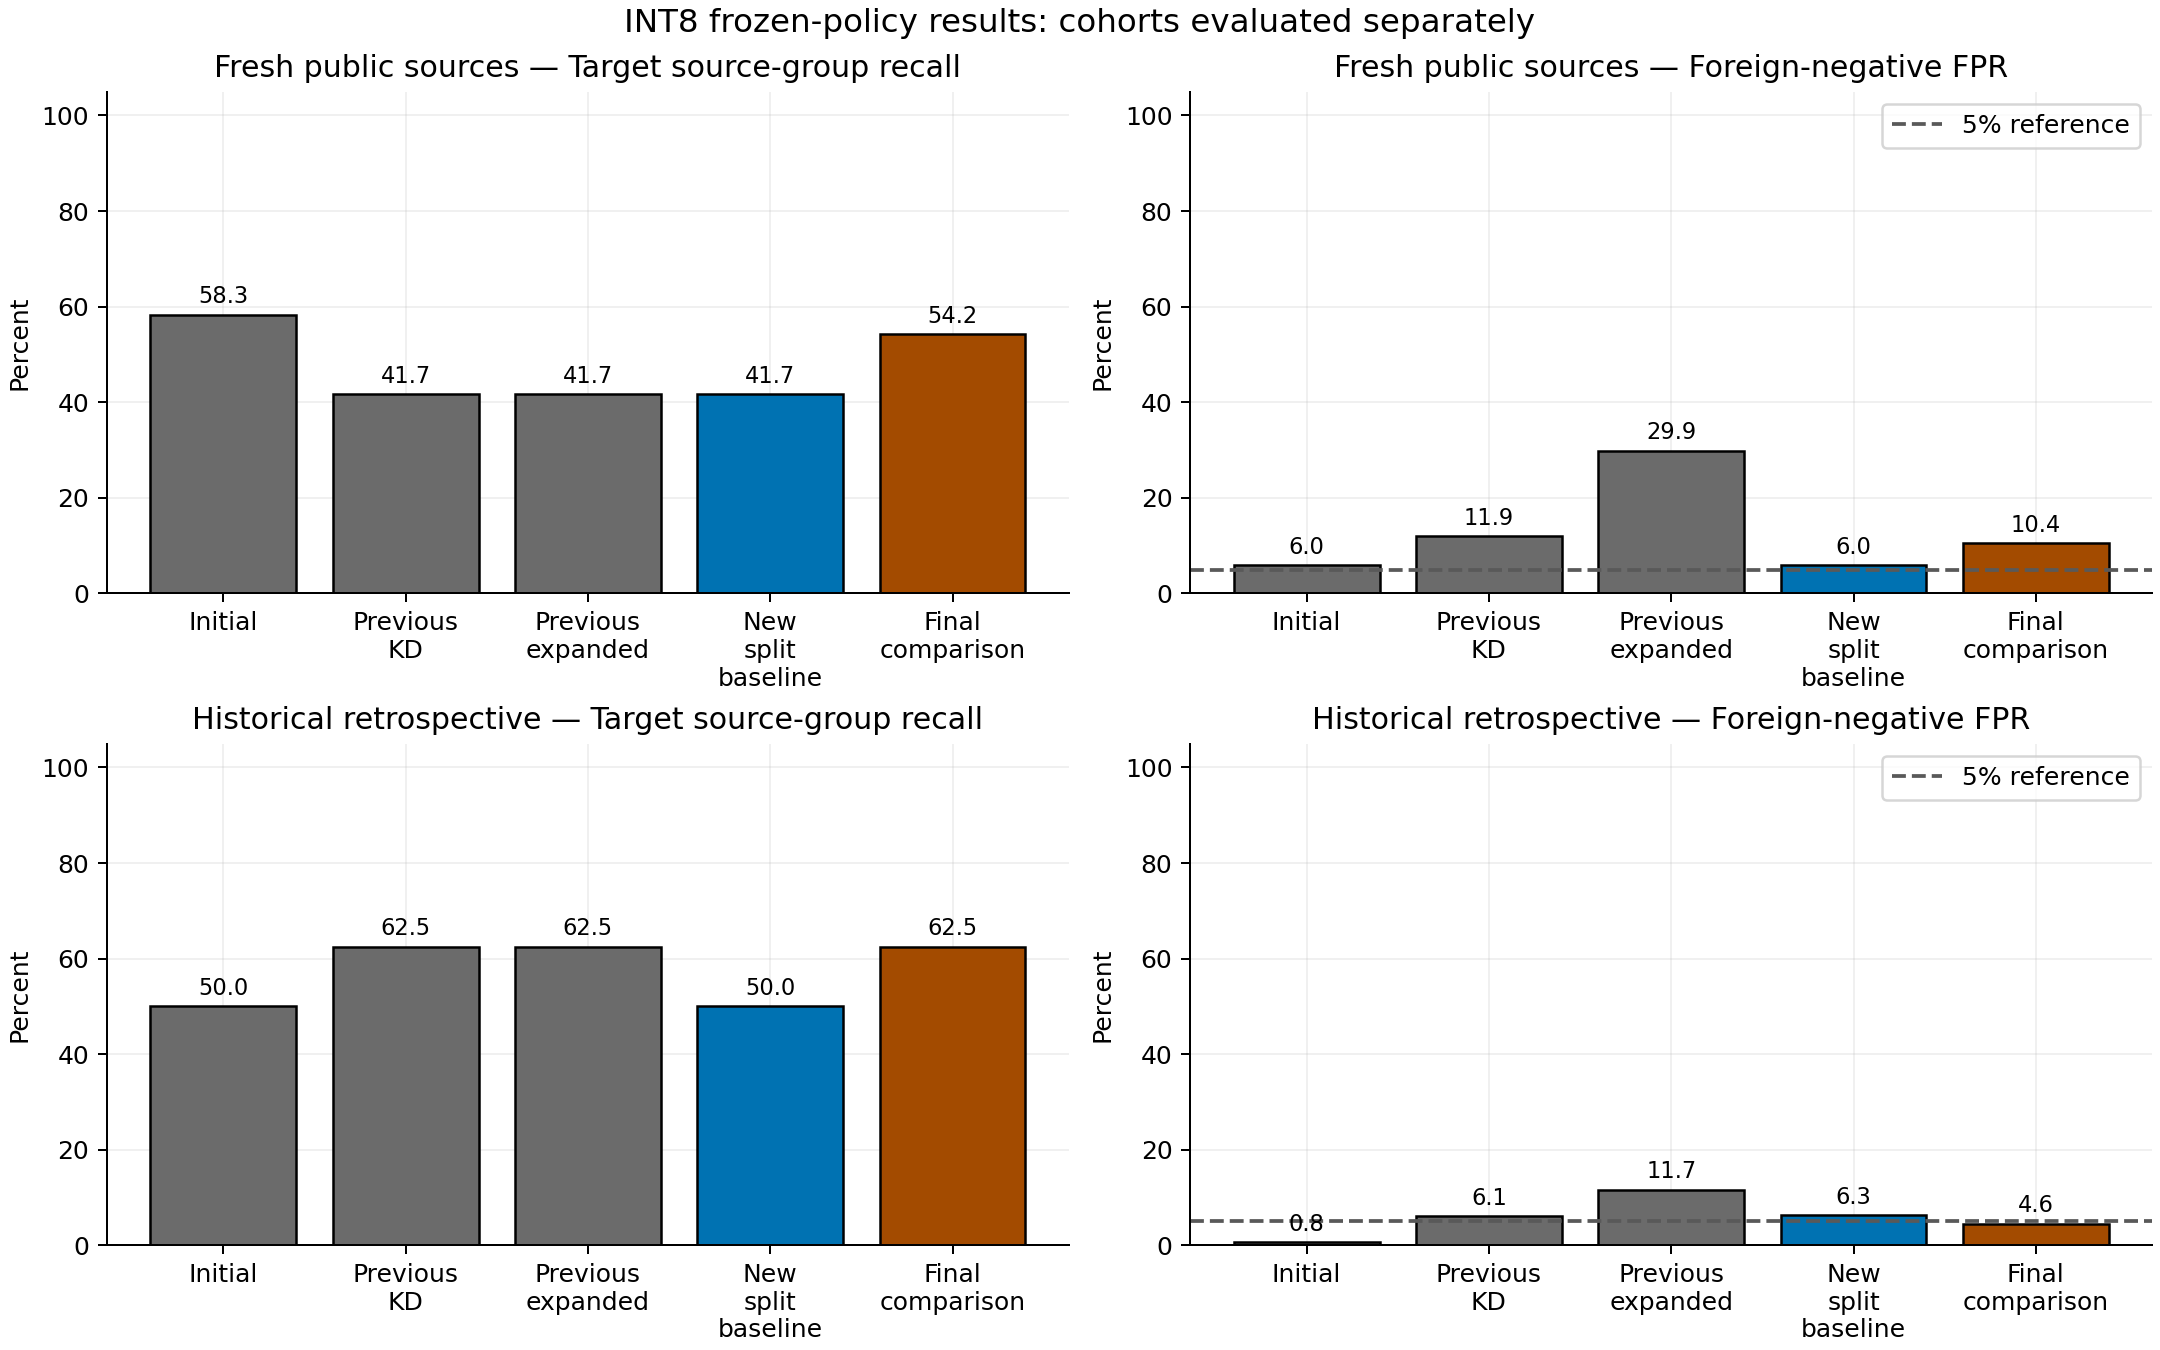 INT8 frozen-policy results: cohorts evaluated separately
Fresh public sources — Target source-group recall
Percent
100
80
60
40
20
0
58.3
41.7
41.7
41.7
54.2
Initial
Previous
KD
Previous
expanded
New
split
baseline
Final
comparison
Fresh public sources — Foreign-negative FPR
5% reference
Percent
100
80
60
40
20
0
6.0
11.9
29.9
6.0
10.4
Initial
Previous
KD
Previous
expanded
New
split
baseline
Final
comparison
Historical retrospective — Target source-group recall
Percent
100
80
60
40
20
0
50.0
62.5
62.5
50.0
62.5
Initial
Previous
KD
Previous
expanded
New
split
baseline
Final
comparison
Historical retrospective — Foreign-negative FPR
5% reference
Percent
100
80
60
40
20
0
0.8
6.1
11.7
6.3
4.6
Initial
Previous
KD
Previous
expanded
New
split
baseline
Final
comparison